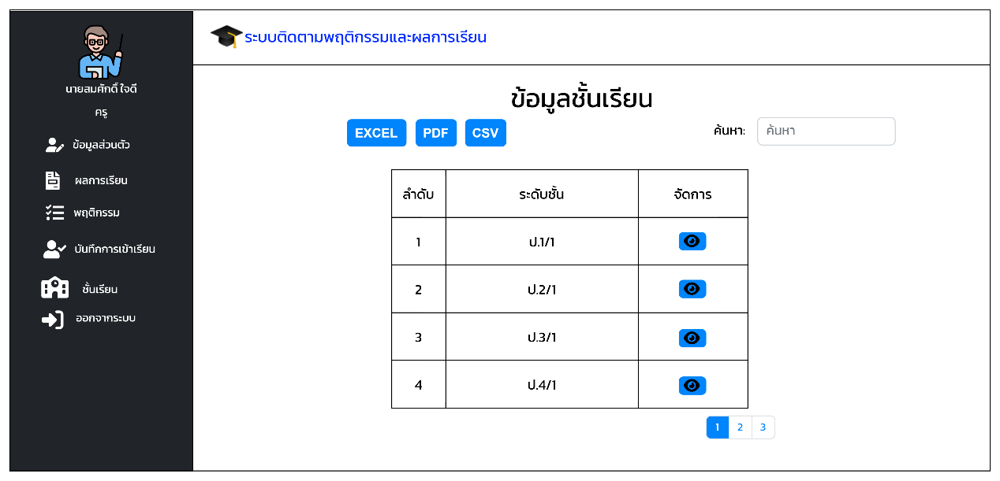 นายสมศักดิ์ ใจดี
ครู
ข้อมูลส่วนตัว
ผลการเรียน
พฤติกรรม
บันทึกการเข้าเรียน
ชั้นเรียน
ออกจากระบบ
ระบบติดตามพฤติกรรมและผลการเรียน
ข้อมูลชั้นเรียน
EXCEL PDF CSV ค้นหา: ค้นหา
ลำดับ ระดับชั้น จัดการ
1 ป.1/1
2 ป.2/1
3 ป.3/1
4 ป.4/1
1 2 3